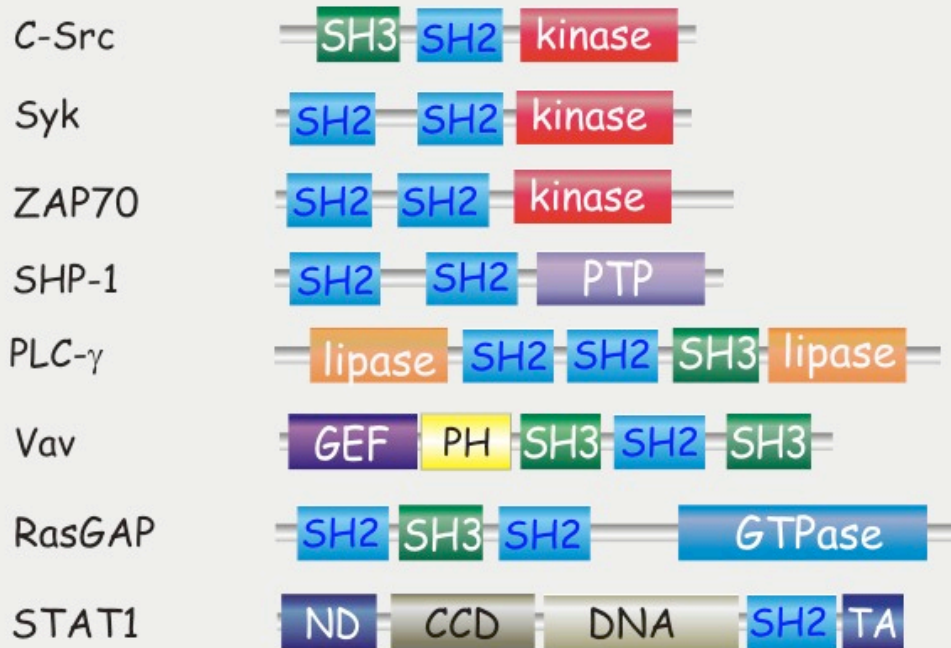 C-Src SH3 SH2 kinase
Syk SH2 SH2 kinase
ZAP70 SH2 SH2 kinase
SHP-1 SH2 SH2 PTP
PLC-γ lipase SH2 SH2 SH3 lipase
Vav GEF PH SH3 SH2 SH3
RasGAP SH2 SH3 SH2 GTPase
STAT1 ND CCD DNA SH2 TA